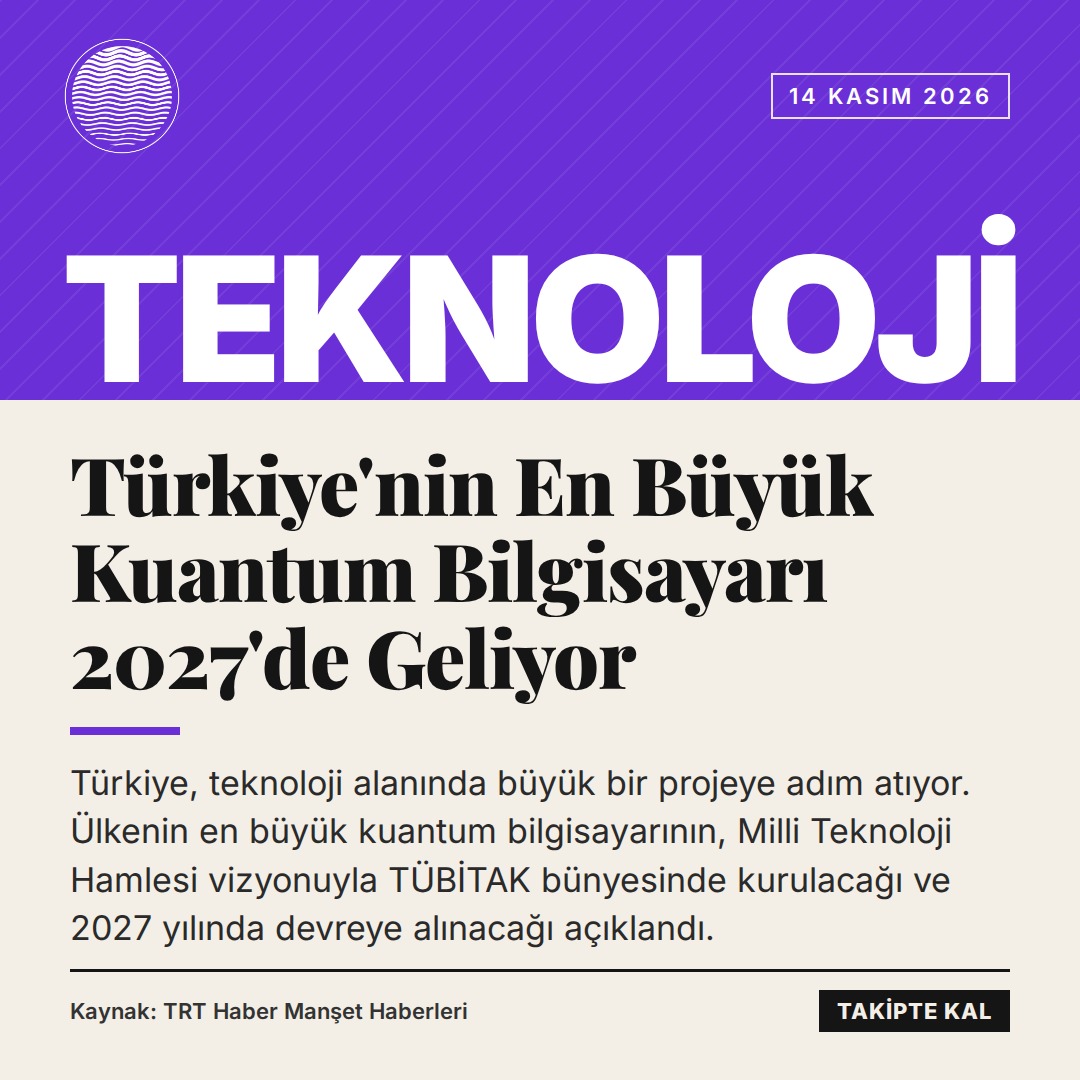 14 KASIM 2026
TEKNOLOJİ
Türkiye'nin En Büyük
Kuantum Bilgisayarı
2027'de Geliyor
Türkiye, teknoloji alanında büyük bir projeye adım atıyor.
Ülkenin en büyük kuantum bilgisayarının, Milli Teknoloji
Hamlesi vizyonuyla TÜBİTAK bünyesinde kurulacağı ve
2027 yılında devreye alınacağı açıklandı.
Kaynak: TRT Haber Manşet Haberleri
TAKİPTE KAL